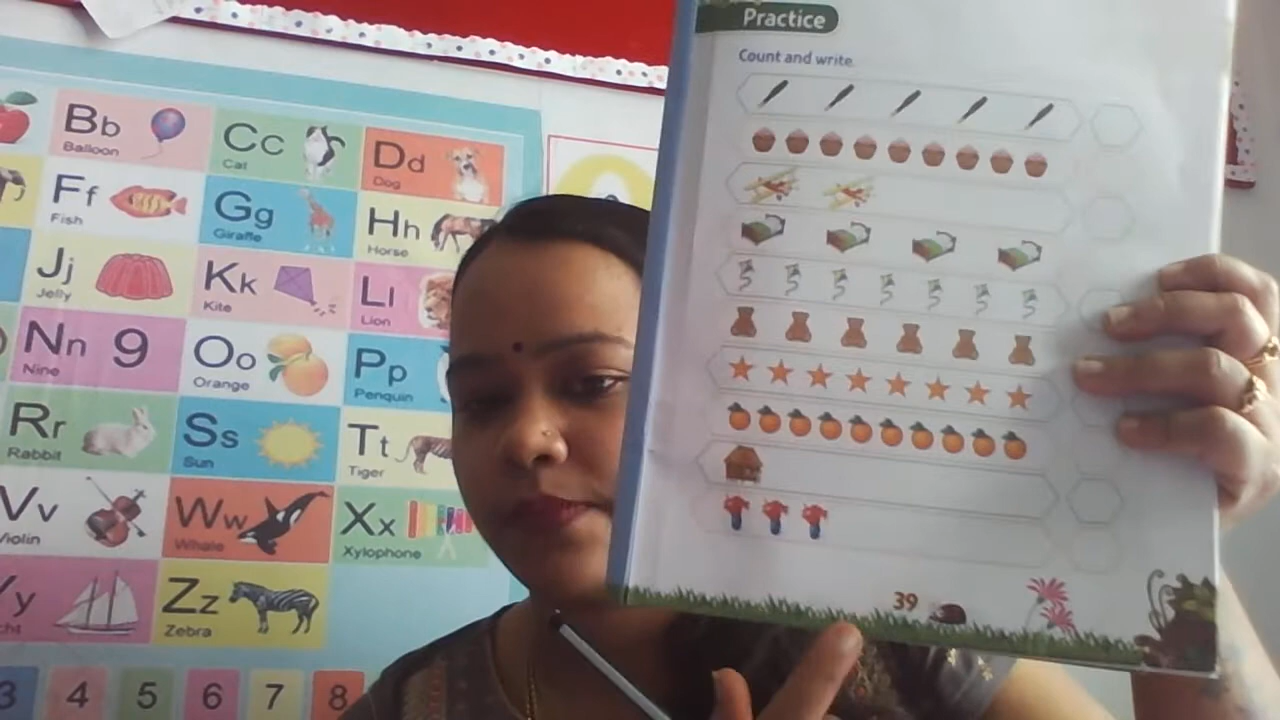 Practice
Count and write
39
Bb
Balloon
Cc
Cat
Dd
Dog
Ff
Fish
Gg
Giraffe
Hh
Horse
Jj
Jelly
Kk
Kite
Ll
Lion
Nn 9
Nine
Oo
Orange
Pp
Penquin
Rr
Rabbit
Ss
Sun
Tt
Tiger
Vv
Violin
Ww
Whale
Xx
Xylophone
Yy
Zz
Zebra
3 4 5 6 7 8